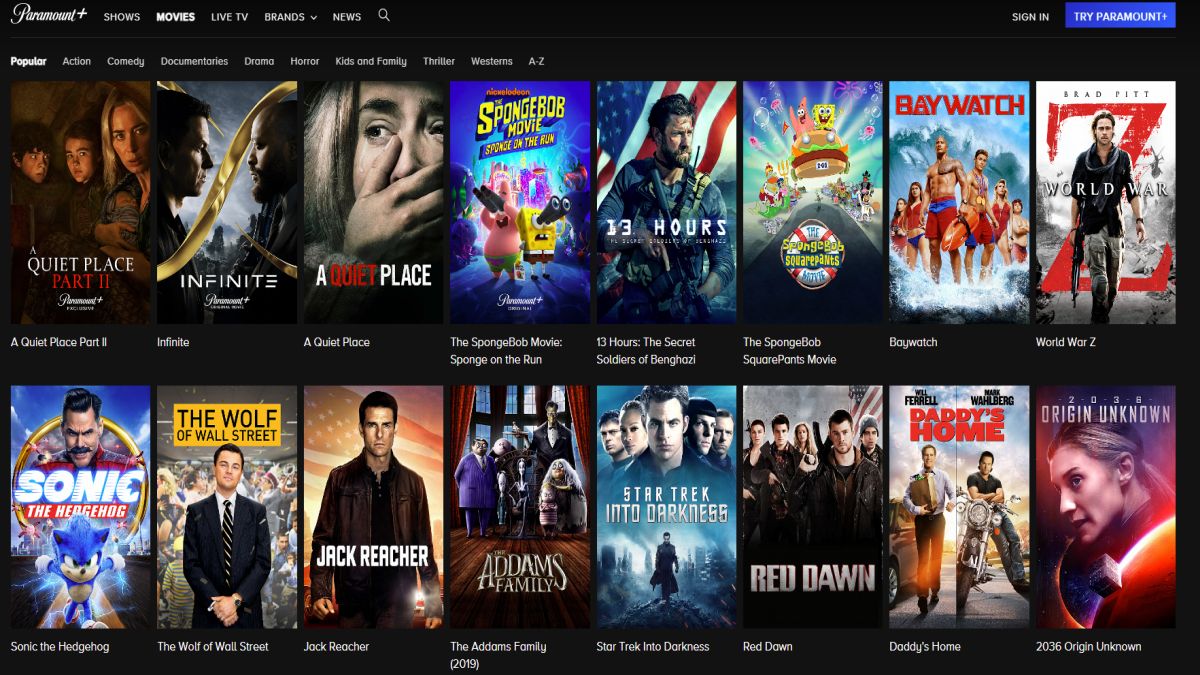 Paramount+ SHOWS MOVIES LIVE TV BRANDS NEWS SIGN IN TRY PARAMOUNT+
Popular Action Comedy Documentaries Drama Horror Kids and Family Thriller Westerns A-Z
A
QUIET PLACE
PART II
Paramount+
EXCLUSIVE
INFINITE
Paramount+
ORIGINAL MOVIE
A QUIET PLACE
nickelodeon
THE
SPONGEBOB
MOVIE
SPONGE ON THE RUN
Paramount+
ORIGINAL
13 HOURS
THE SECRET SOLDIERS OF BENGHAZI
THE
SpongeBob
SquarePants
MOVIE
BAYWATCH
BRAD PITT
WORLD WAR
Z
A Quiet Place Part II
Infinite
A Quiet Place
The SpongeBob Movie:
Sponge on the Run
13 Hours: The Secret
Soldiers of Benghazi
The SpongeBob
SquarePants Movie
Baywatch
World War Z
SONIC
THE HEDGEHOG
THE WOLF
OF WALL STREET
JACK REACHER
THE
ADDAMS
FAMILY
STAR TREK
INTO DARKNESS
RED DAWN
WILL
FERRELL
MARK
WAHLBERG
DADDY'S
HOME
2036
ORIGIN UNKNOWN
Sonic the Hedgehog
The Wolf of Wall Street
Jack Reacher
The Addams Family
(2019)
Star Trek Into Darkness
Red Dawn
Daddy's Home
2036 Origin Unknown